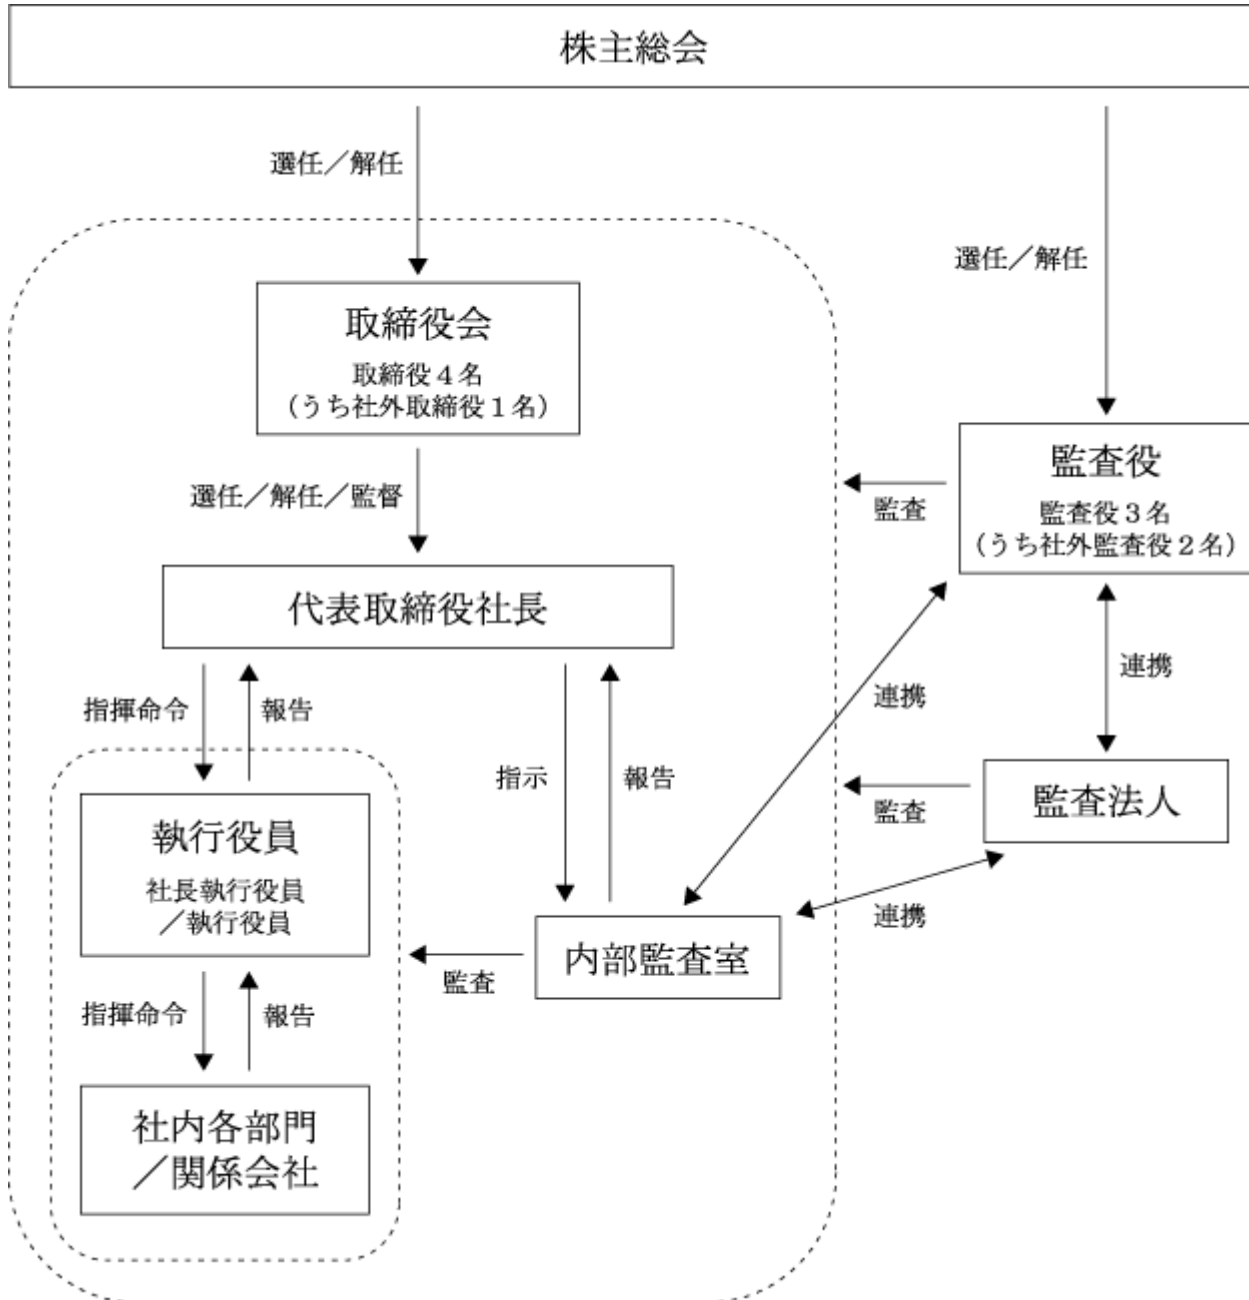 株主総会
選任／解任
選任／解任
取締役会
取締役４名
（うち社外取締役１名）
監査役
監査役３名
（うち社外監査役２名）
選任／解任／監督
監査
代表取締役社長
連携
連携
指揮命令
報告
指示
報告
監査
監査法人
執行役員
社長執行役員
／執行役員
連携
内部監査室
監査
指揮命令
報告
社内各部門
／関係会社